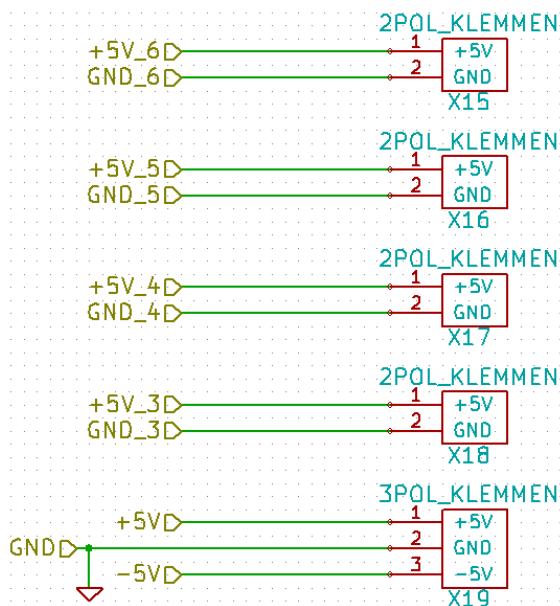 2POL_KLEMMEN
+5V_6 1 +5V
GND_6 2 GND
X15
2POL_KLEMMEN
+5V_5 1 +5V
GND_5 2 GND
X16
2POL_KLEMMEN
+5V_4 1 +5V
GND_4 2 GND
X17
2POL_KLEMMEN
+5V_3 1 +5V
GND_3 2 GND
X18
3POL_KLEMMEN
+5V 1 +5V
GND 2 GND
-5V 3 -5V
X19